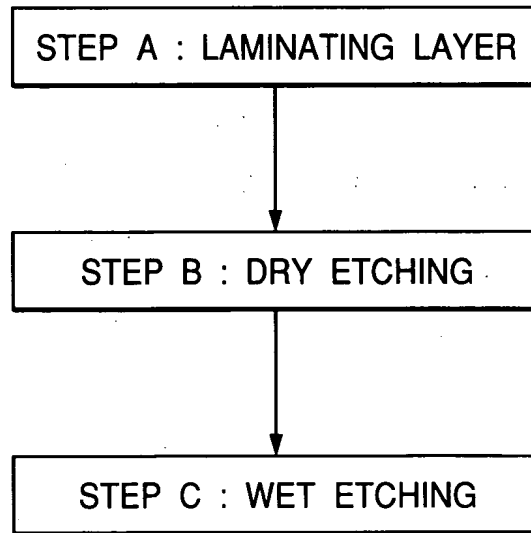 STEP A : LAMINATING LAYER
STEP B : DRY ETCHING
STEP C : WET ETCHING